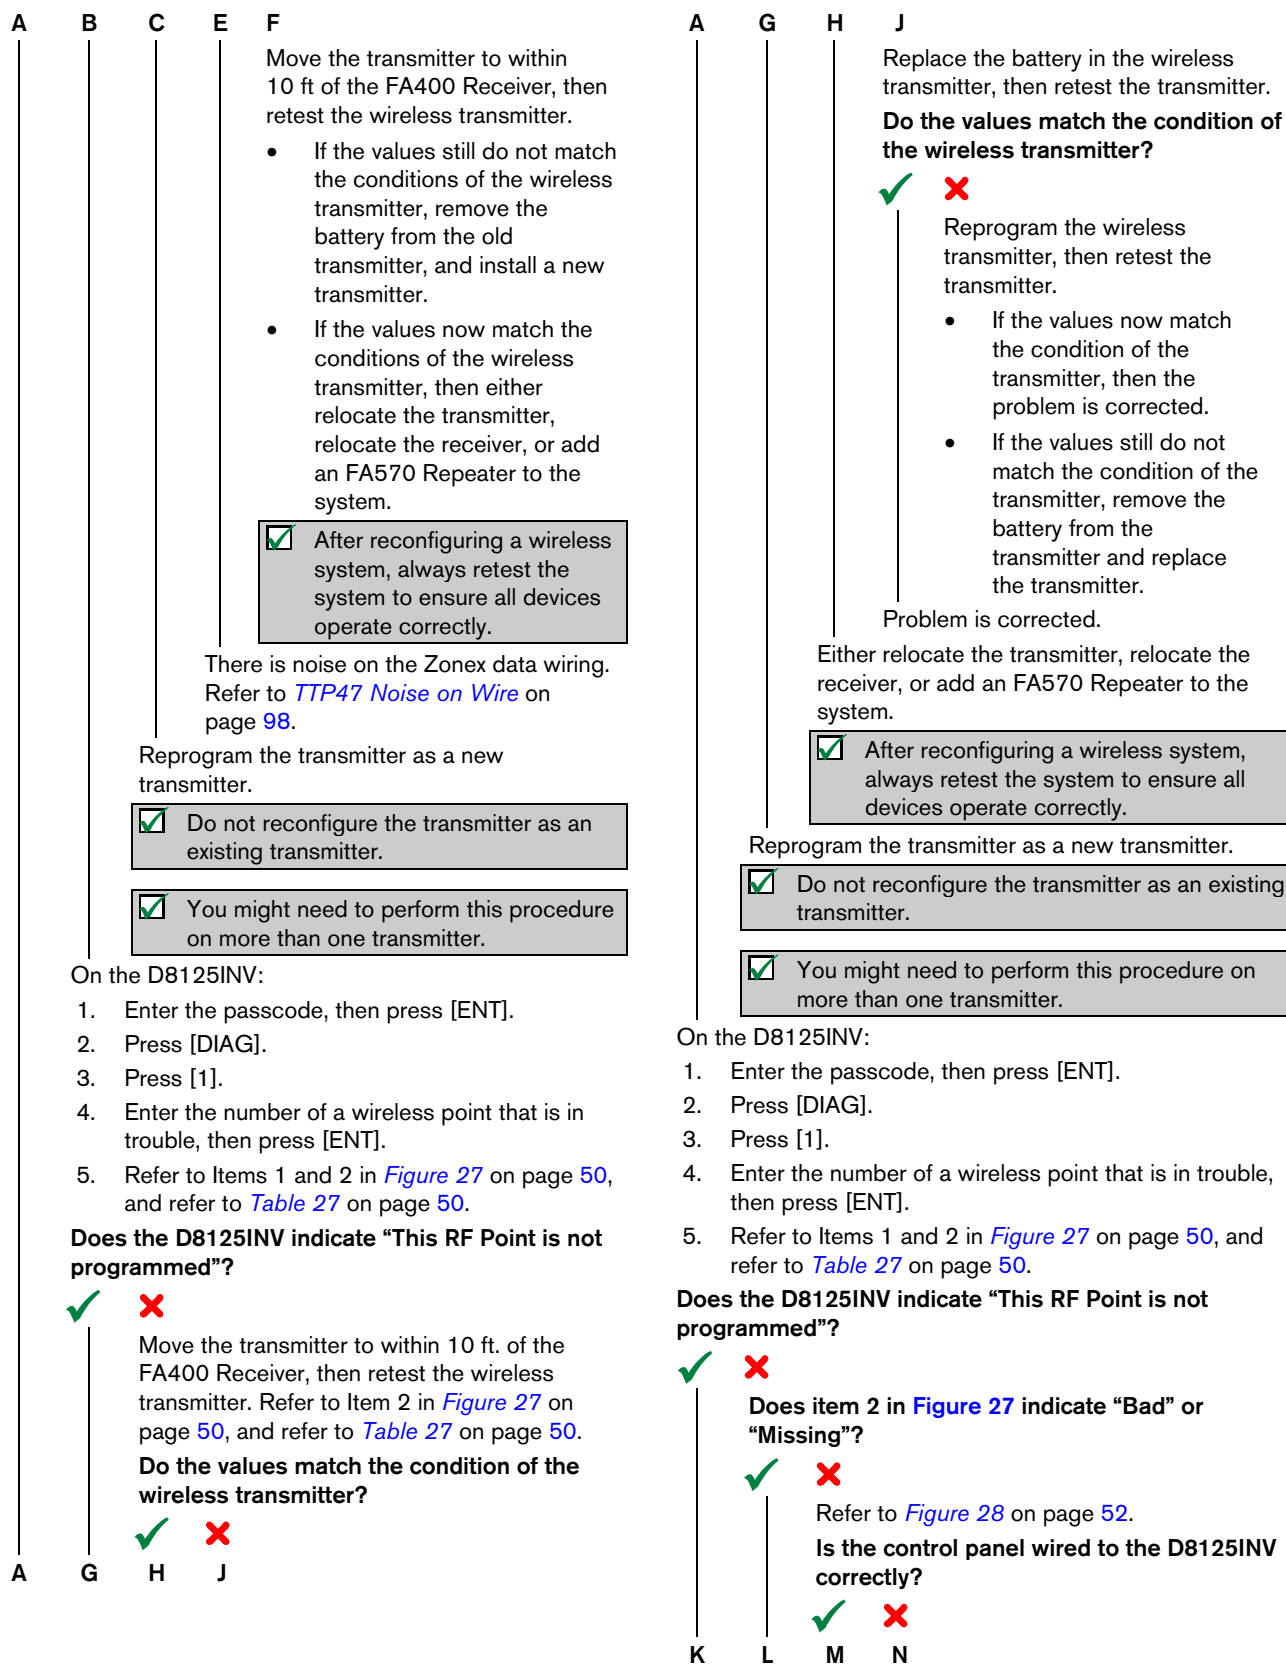 A B C E F
Move the transmitter to within
10 ft of the FA400 Receiver, then
retest the wireless transmitter.
• If the values still do not match
the conditions of the wireless
transmitter, remove the
battery from the old
transmitter, and install a new
transmitter.
• If the values now match the
conditions of the wireless
transmitter, then either
relocate the transmitter,
relocate the receiver, or add
an FA570 Repeater to the
system.
After reconfiguring a wireless
system, always retest the
system to ensure all devices
operate correctly.
There is noise on the Zonex data wiring.
Refer to TTP47 Noise on Wire on
page 98.
Reprogram the transmitter as a new
transmitter.
Do not reconfigure the transmitter as an
existing transmitter.
You might need to perform this procedure
on more than one transmitter.
On the D8125INV:
1. Enter the passcode, then press [ENT].
2. Press [DIAG].
3. Press [1].
4. Enter the number of a wireless point that is in
trouble, then press [ENT].
5. Refer to Items 1 and 2 in Figure 27 on page 50,
and refer to Table 27 on page 50.
Does the D8125INV indicate “This RF Point is not
programmed”?
Move the transmitter to within 10 ft. of the
FA400 Receiver, then retest the wireless
transmitter. Refer to Item 2 in Figure 27 on
page 50, and refer to Table 27 on page 50.
Do the values match the condition of the
wireless transmitter?
A G H J
A G H J
Replace the battery in the wireless
transmitter, then retest the transmitter.
Do the values match the condition of
the wireless transmitter?
Reprogram the wireless
transmitter, then retest the
transmitter.
• If the values now match
the condition of the
transmitter, then the
problem is corrected.
• If the values still do not
match the condition of the
transmitter, remove the
battery from the
transmitter and replace
the transmitter.
Problem is corrected.
Either relocate the transmitter, relocate the
receiver, or add an FA570 Repeater to the
system.
After reconfiguring a wireless system,
always retest the system to ensure all
devices operate correctly.
Reprogram the transmitter as a new transmitter.
Do not reconfigure the transmitter as an existing
transmitter.
You might need to perform this procedure on
more than one transmitter.
On the D8125INV:
1. Enter the passcode, then press [ENT].
2. Press [DIAG].
3. Press [1].
4. Enter the number of a wireless point that is in trouble,
then press [ENT].
5. Refer to Items 1 and 2 in Figure 27 on page 50, and
refer to Table 27 on page 50.
Does the D8125INV indicate “This RF Point is not
programmed”?
Does item 2 in Figure 27 indicate “Bad” or
“Missing”?
Refer to Figure 28 on page 52.
Is the control panel wired to the D8125INV
correctly?
K L M N